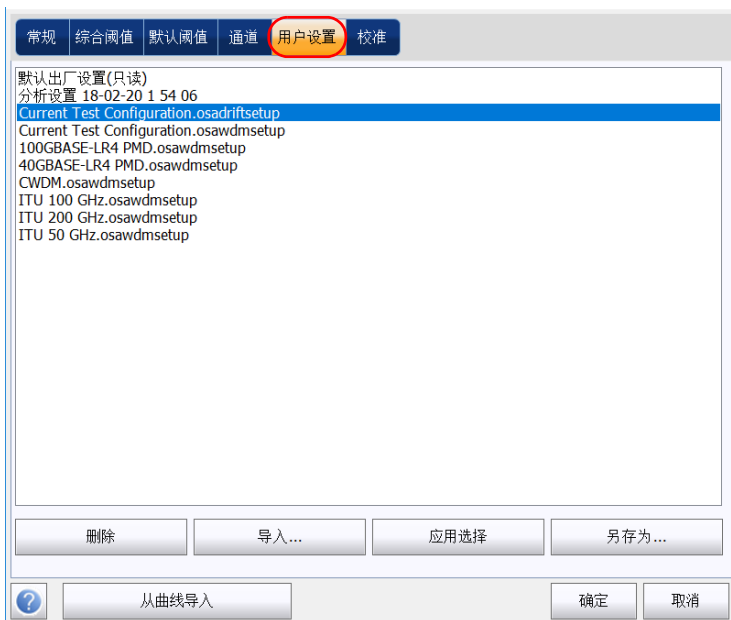 常规 综合阈值 默认阈值 通道 用户设置 校准
默认出厂设置(只读)
分析设置 18-02-20 1 54 06
Current Test Configuration.osadriftsetup
Current Test Configuration.osawdmsetup
100GBASE-LR4 PMD.osawdmsetup
40GBASE-LR4 PMD.osawdmsetup
CWDM.osawdmsetup
ITU 100 GHz.osawdmsetup
ITU 200 GHz.osawdmsetup
ITU 50 GHz.osawdmsetup
删除 导入... 应用选择 另存为...
? 从曲线导入 确定 取消